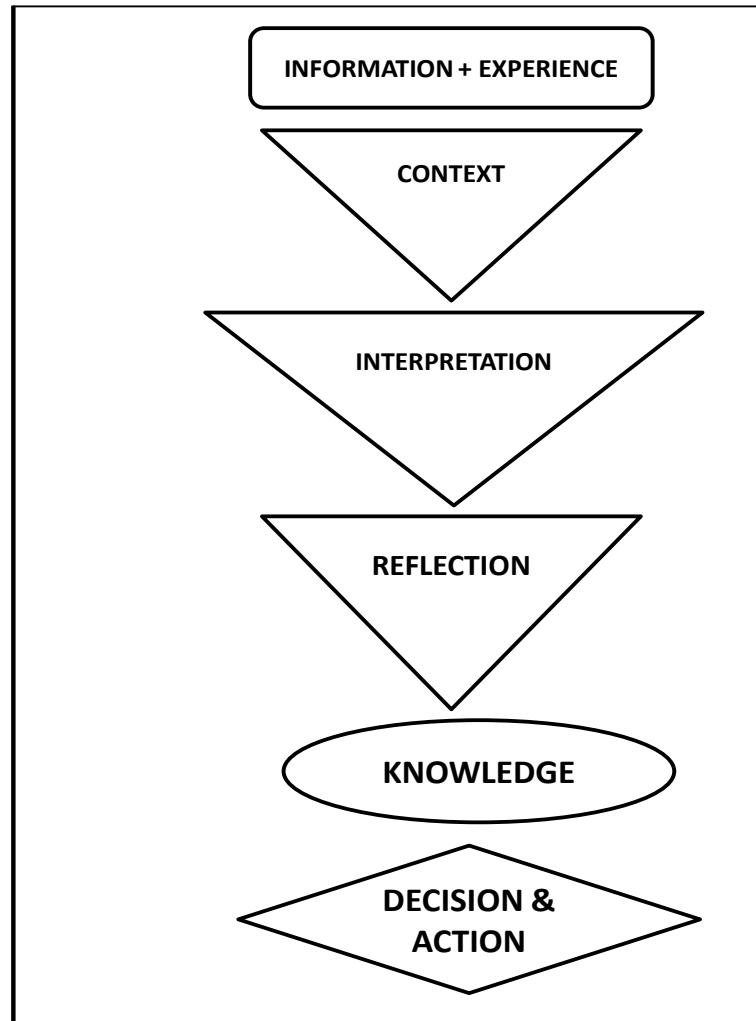 INFORMATION + EXPERIENCE
CONTEXT
INTERPRETATION
REFLECTION
KNOWLEDGE
DECISION &
ACTION